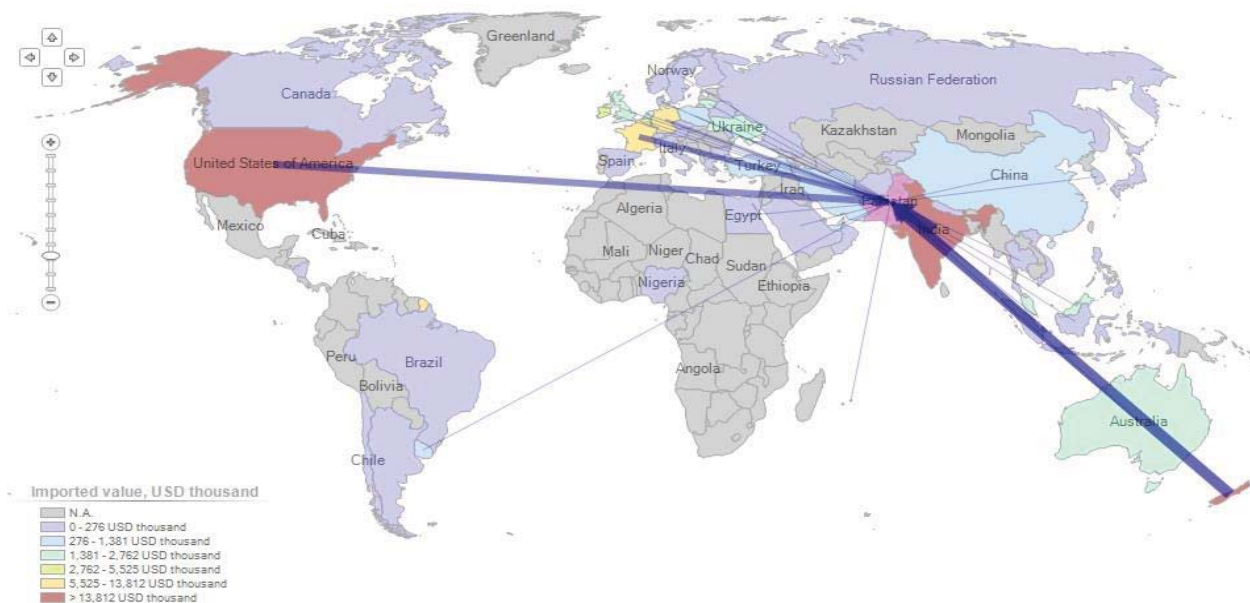 Greenland
Norway
Russian Federation
Canada
Ukraine
Kazakhstan
Mongolia
United States of America
Spain
Italy
Turkey
China
Iraq
Pakistan
Algeria
Egypt
India
Mexico
Cuba
Mali
Niger
Chad
Sudan
Nigeria
Ethiopia
Peru
Brazil
Bolivia
Angola
Australia
Chile
Imported value, USD thousand
N.A.
0 - 276 USD thousand
276 - 1,381 USD thousand
1,381 - 2,762 USD thousand
2,762 - 5,525 USD thousand
5,525 - 13,812 USD thousand
> 13,812 USD thousand